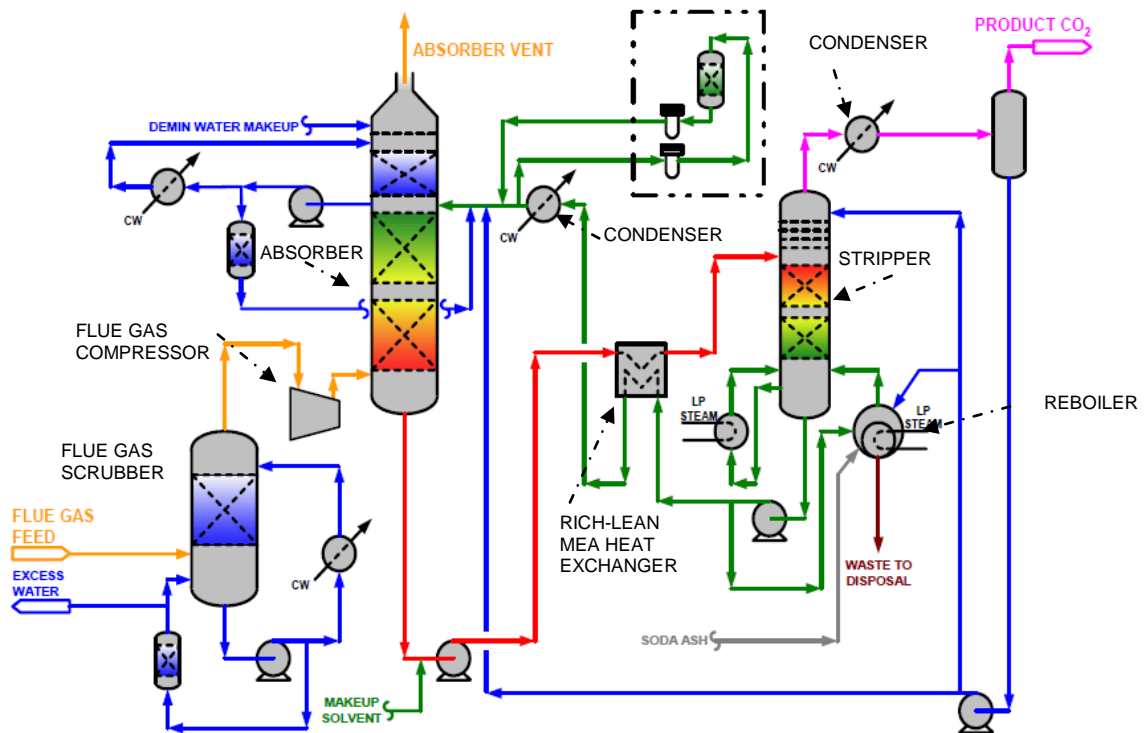 PRODUCT CO₂
CONDENSER
ABSORBER VENT
DEMIN WATER MAKEUP
CW
CW
CW
CONDENSER
ABSORBER
STRIPPER
FLUE GAS
COMPRESSOR
LP
STEAM
LP
STEAM
REBOILER
FLUE GAS
SCRUBBER
RICH-LEAN
MEA HEAT
EXCHANGER
FLUE GAS
FEED
CW
EXCESS
WATER
WASTE TO
DISPOSAL
SODA ASH
MAKEUP
SOLVENT